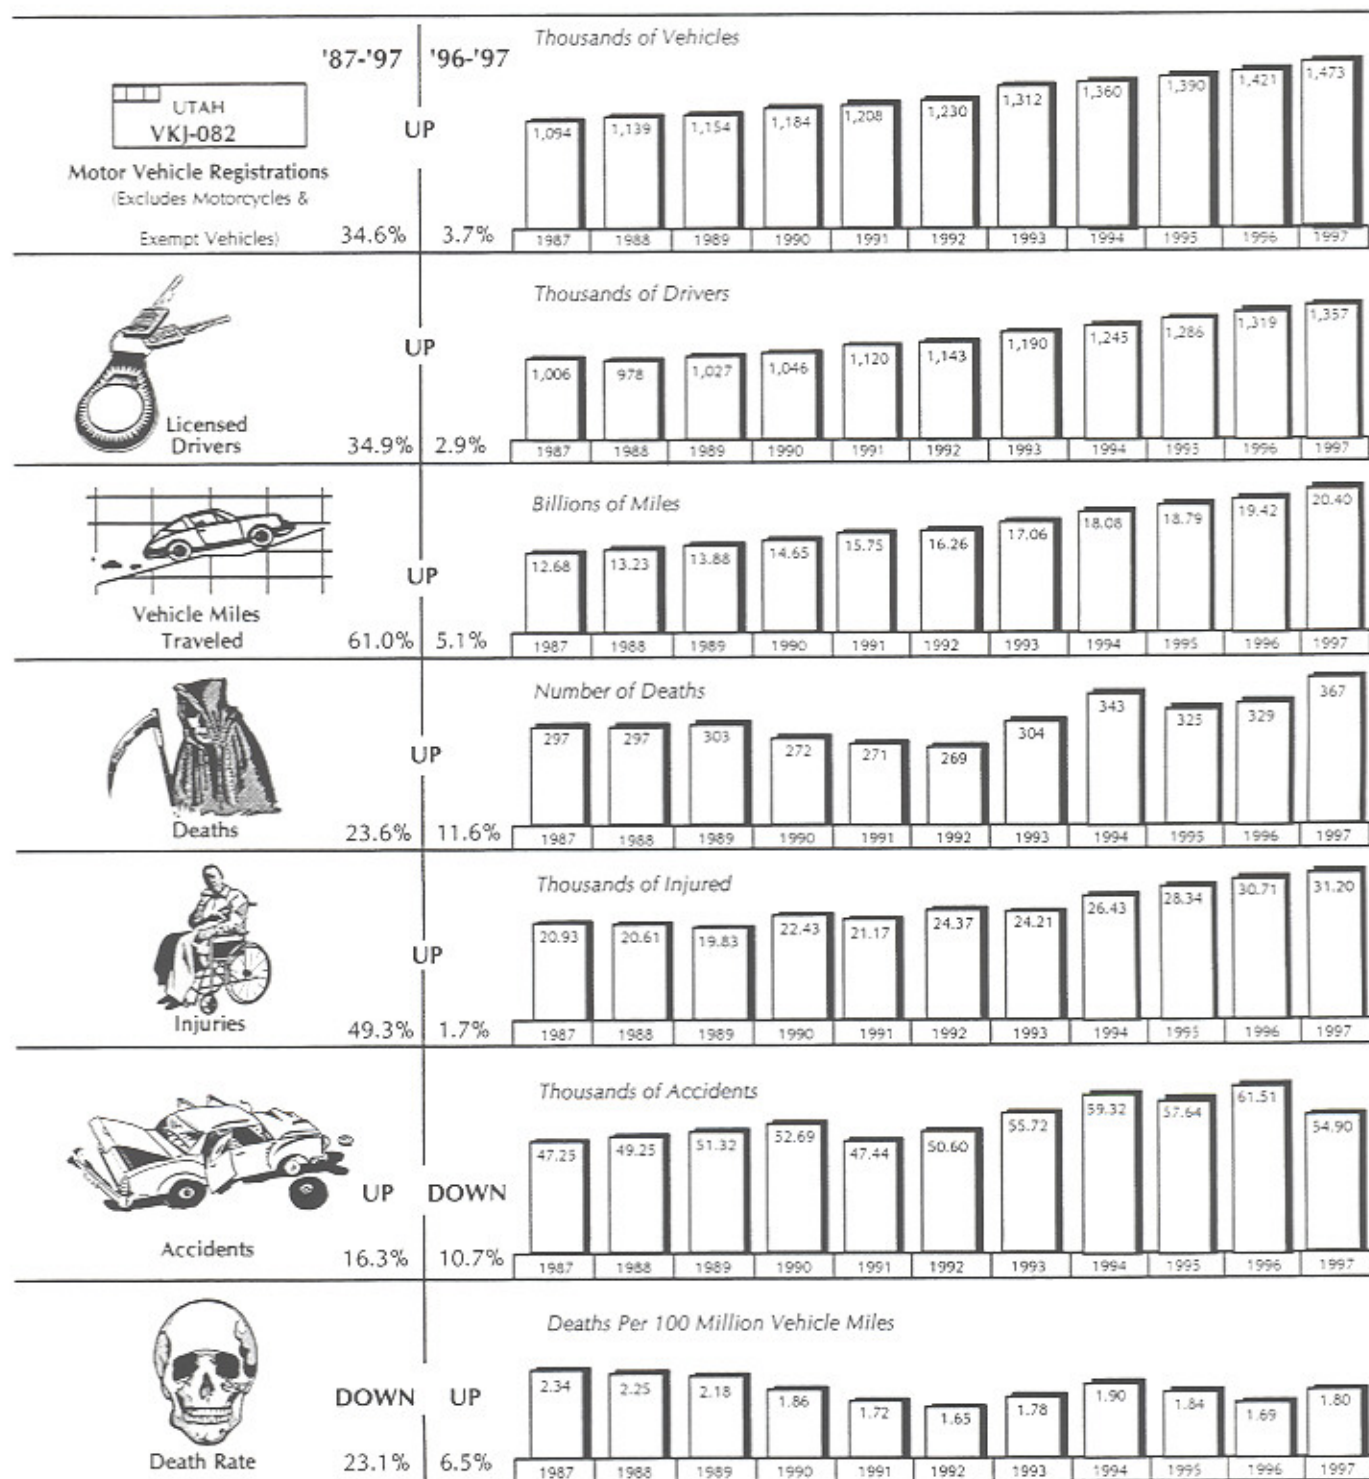 '87-'97 '96-'97
Thousands of Vehicles
UTAH
VKJ-082
UP
Motor Vehicle Registrations
(Excludes Motorcycles &
Exempt Vehicles)
34.6% 3.7%
1,094 1,139 1,154 1,184 1,208 1,230 1,312 1,360 1,390 1,421 1,473
1987 1988 1989 1990 1991 1992 1993 1994 1995 1996 1997
Thousands of Drivers
UP
Licensed
Drivers
34.9% 2.9%
1,006 978 1,027 1,046 1,120 1,143 1,190 1,245 1,286 1,319 1,357
1987 1988 1989 1990 1991 1992 1993 1994 1995 1996 1997
Billions of Miles
UP
Vehicle Miles
Traveled
61.0% 5.1%
12.68 13.23 13.88 14.65 15.75 16.26 17.06 18.08 18.79 19.42 20.40
1987 1988 1989 1990 1991 1992 1993 1994 1995 1996 1997
Number of Deaths
UP
Deaths
23.6% 11.6%
297 297 303 272 271 269 304 343 325 329 367
1987 1988 1989 1990 1991 1992 1993 1994 1995 1996 1997
Thousands of Injured
UP
Injuries
49.3% 1.7%
20.93 20.61 19.83 22.43 21.17 24.37 24.21 26.43 28.34 30.71 31.20
1987 1988 1989 1990 1991 1992 1993 1994 1995 1996 1997
Thousands of Accidents
UP DOWN
Accidents
16.3% 10.7%
47.25 49.25 51.32 52.69 47.44 50.60 55.72 59.32 57.64 61.51 54.90
1987 1988 1989 1990 1991 1992 1993 1994 1995 1996 1997
Deaths Per 100 Million Vehicle Miles
DOWN UP
Death Rate
23.1% 6.5%
2.34 2.25 2.18 1.86 1.72 1.65 1.78 1.90 1.84 1.69 1.80
1987 1988 1989 1990 1991 1992 1993 1994 1995 1996 1997